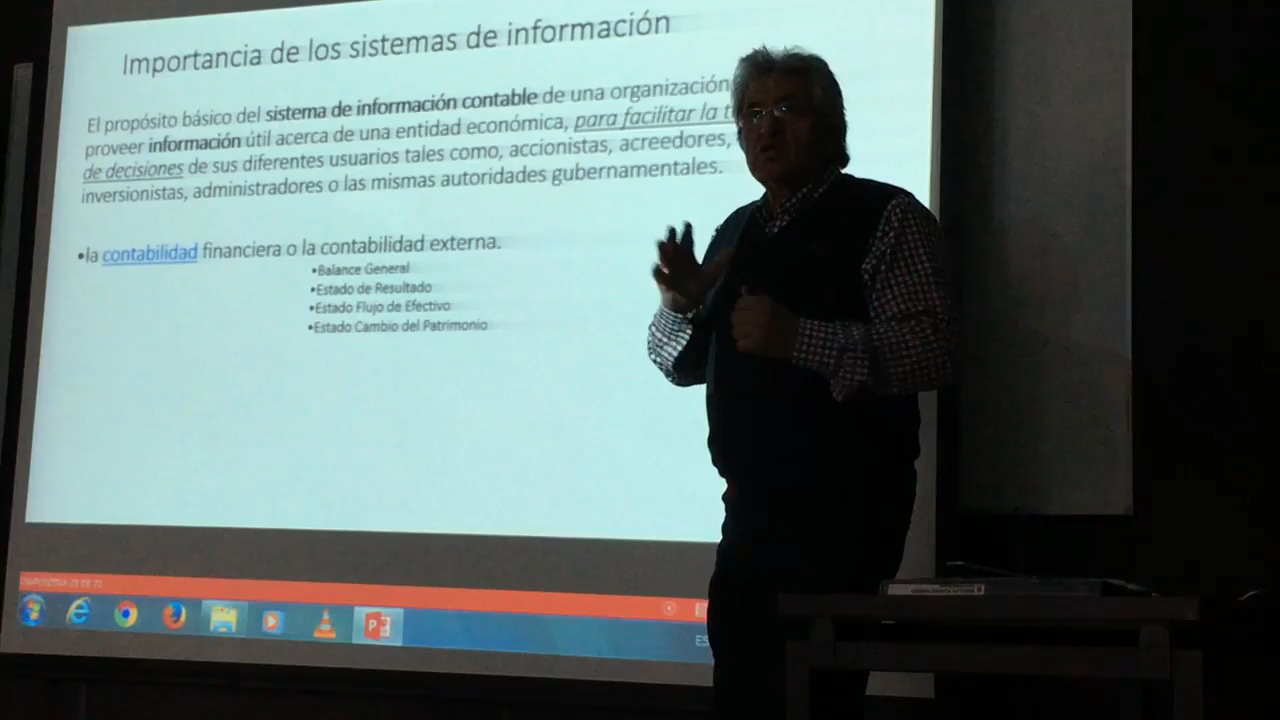 Importancia de los sistemas de información
El propósito básico del sistema de información contable de una organización
proveer información útil acerca de una entidad económica, para facilitar la t
de decisiones de sus diferentes usuarios tales como, accionistas, acreedores,
inversionistas, administradores o las mismas autoridades gubernamentales.
•la contabilidad financiera o la contabilidad externa.
•Balance General
•Estado de Resultado
•Estado Flujo de Efectivo
•Estado Cambio del Patrimonio
ES